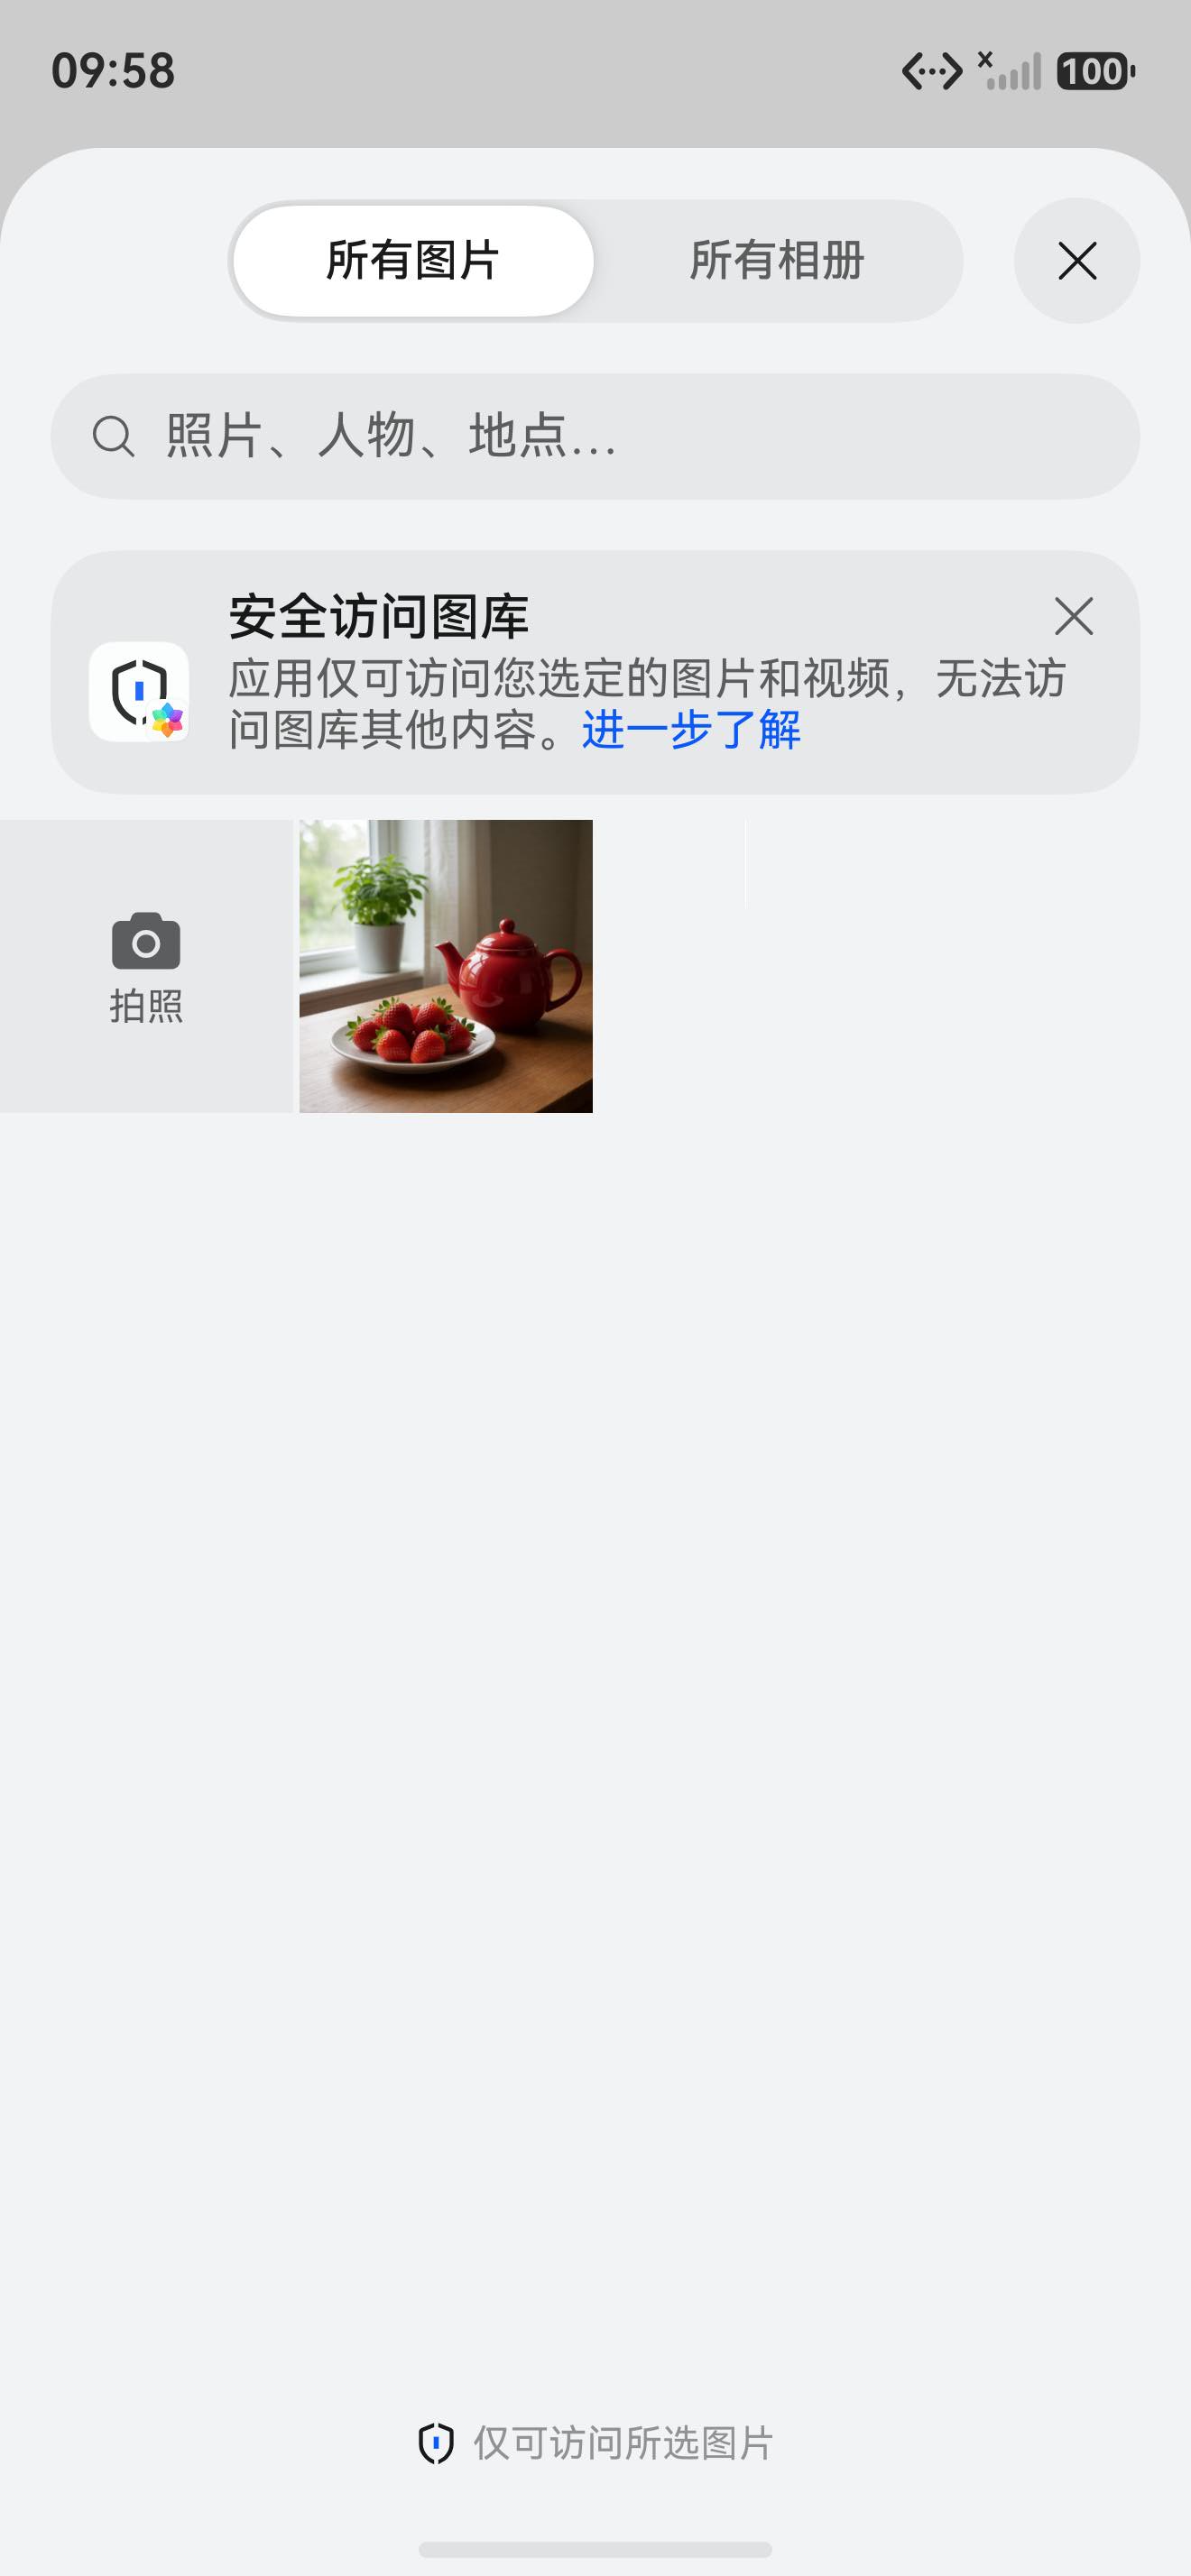 09:58
100
所有图片
所有相册
照片、人物、地点...
安全访问图库
应用仅可访问您选定的图片和视频，无法访
问图库其他内容。进一步了解
拍照
仅可访问所选图片